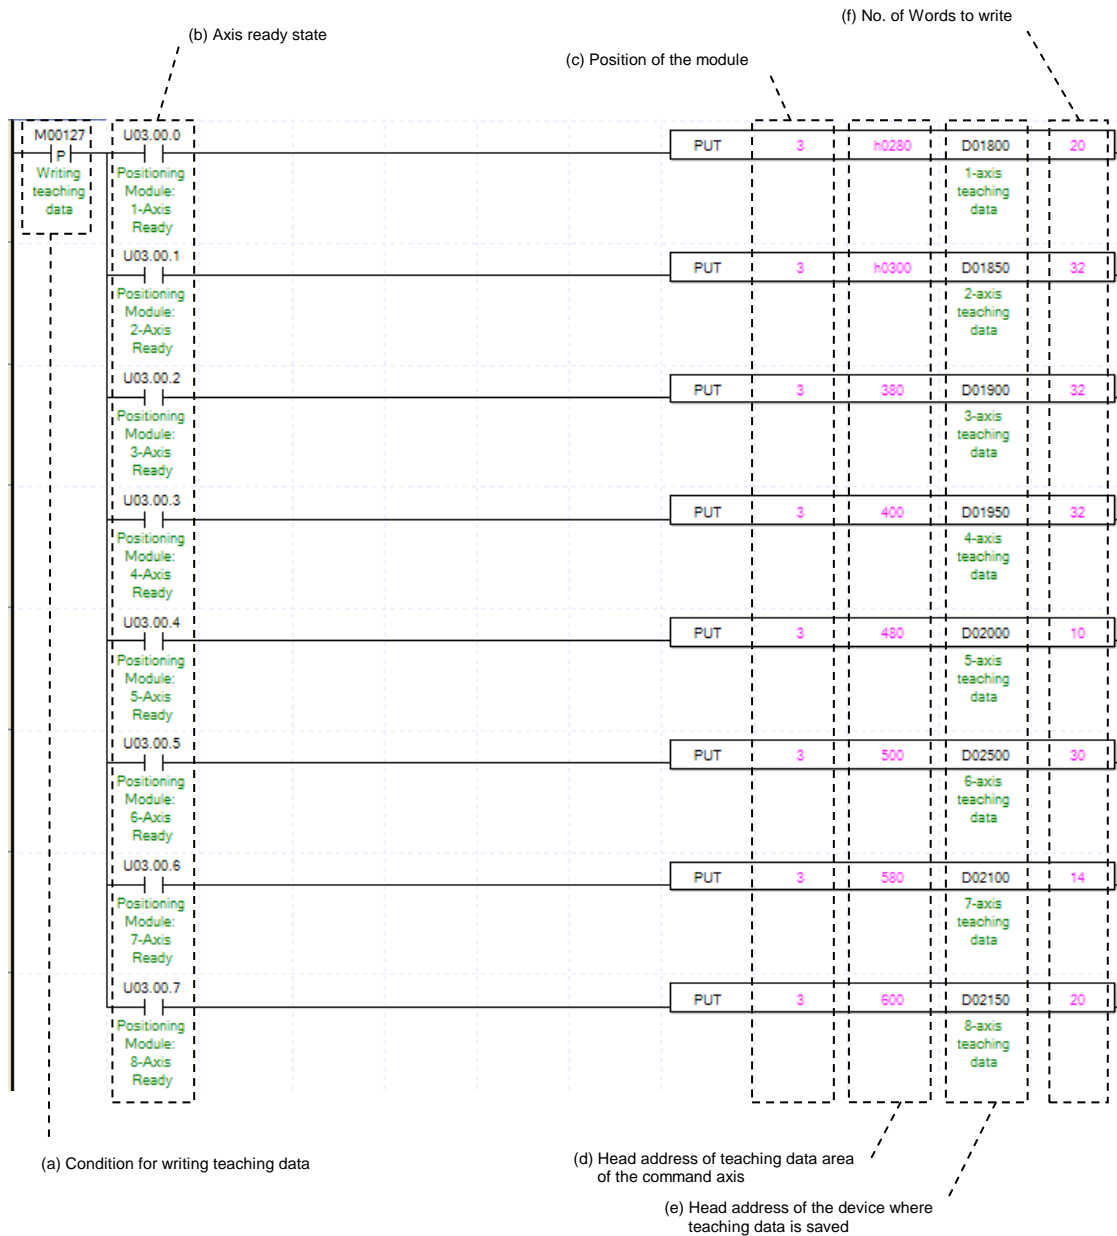 (f) No. of Words to write
(b) Axis ready state
(c) Position of the module
M00127
P
Writing
teaching
data
U03.00.0
Positioning
Module:
1-Axis
Ready
PUT 3 h0280 D01800 20
1-axis
teaching
data
U03.00.1
Positioning
Module:
2-Axis
Ready
PUT 3 h0300 D01850 32
2-axis
teaching
data
U03.00.2
Positioning
Module:
3-Axis
Ready
PUT 3 380 D01900 32
3-axis
teaching
data
U03.00.3
Positioning
Module:
4-Axis
Ready
PUT 3 400 D01950 32
4-axis
teaching
data
U03.00.4
Positioning
Module:
5-Axis
Ready
PUT 3 480 D02000 10
5-axis
teaching
data
U03.00.5
Positioning
Module:
6-Axis
Ready
PUT 3 500 D02500 30
6-axis
teaching
data
U03.00.6
Positioning
Module:
7-Axis
Ready
PUT 3 580 D02100 14
7-axis
teaching
data
U03.00.7
Positioning
Module:
8-Axis
Ready
PUT 3 600 D02150 20
8-axis
teaching
data
(a) Condition for writing teaching data
(d) Head address of teaching data area
of the command axis
(e) Head address of the device where
teaching data is saved